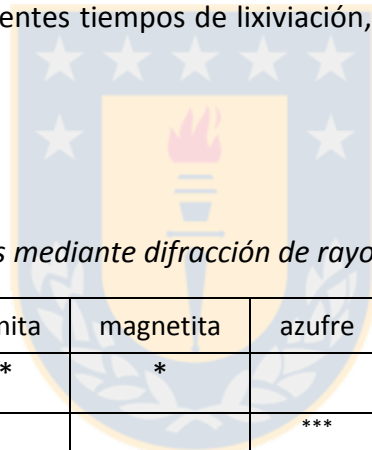 entes tiempos de lixiviación,
s mediante difracción de rayo
nita magnetita azufre
* *
***